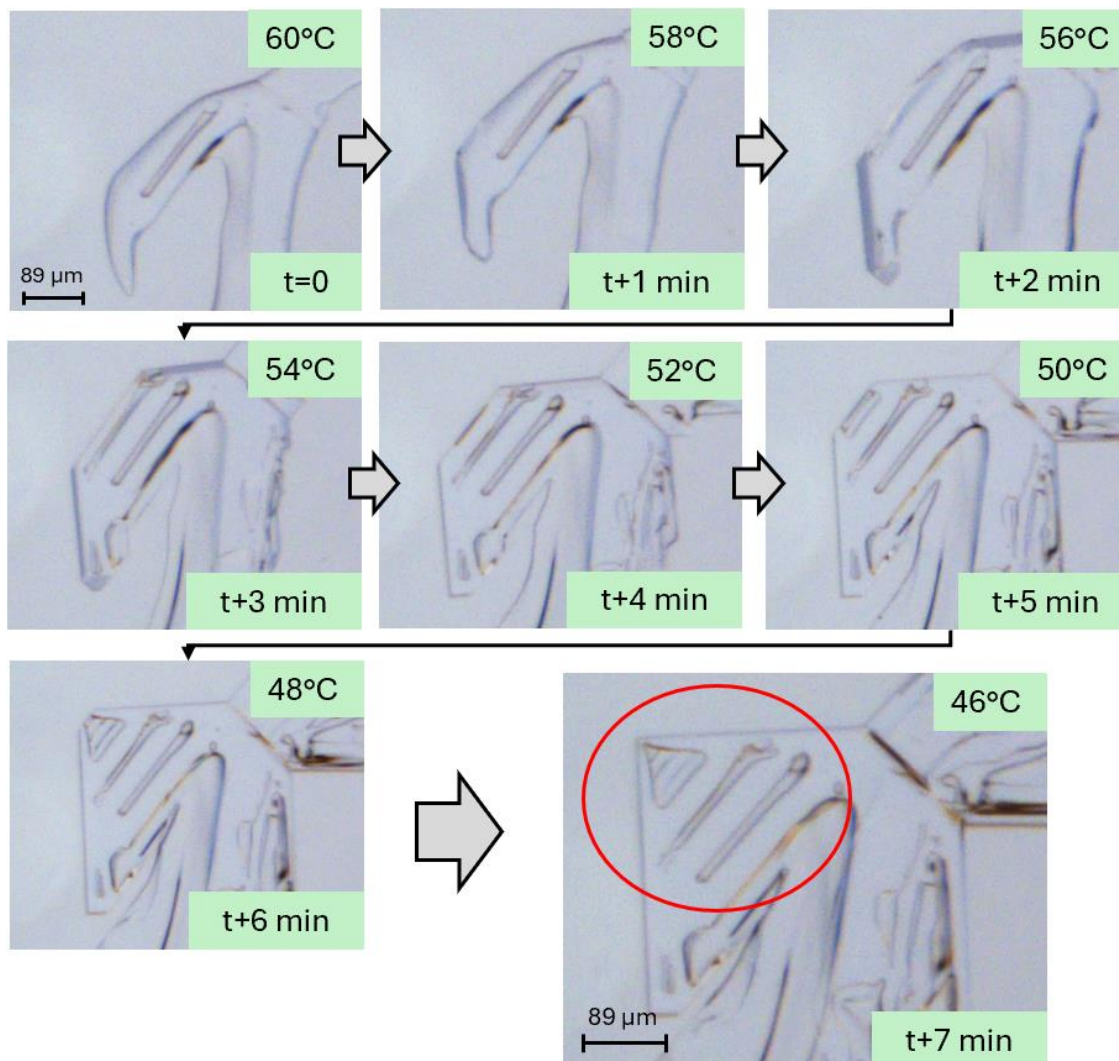 60°C
58°C
56°C
89 µm
t=0
t+1 min
t+2 min
54°C
52°C
50°C
t+3 min
t+4 min
t+5 min
48°C
46°C
t+6 min
89 µm
t+7 min